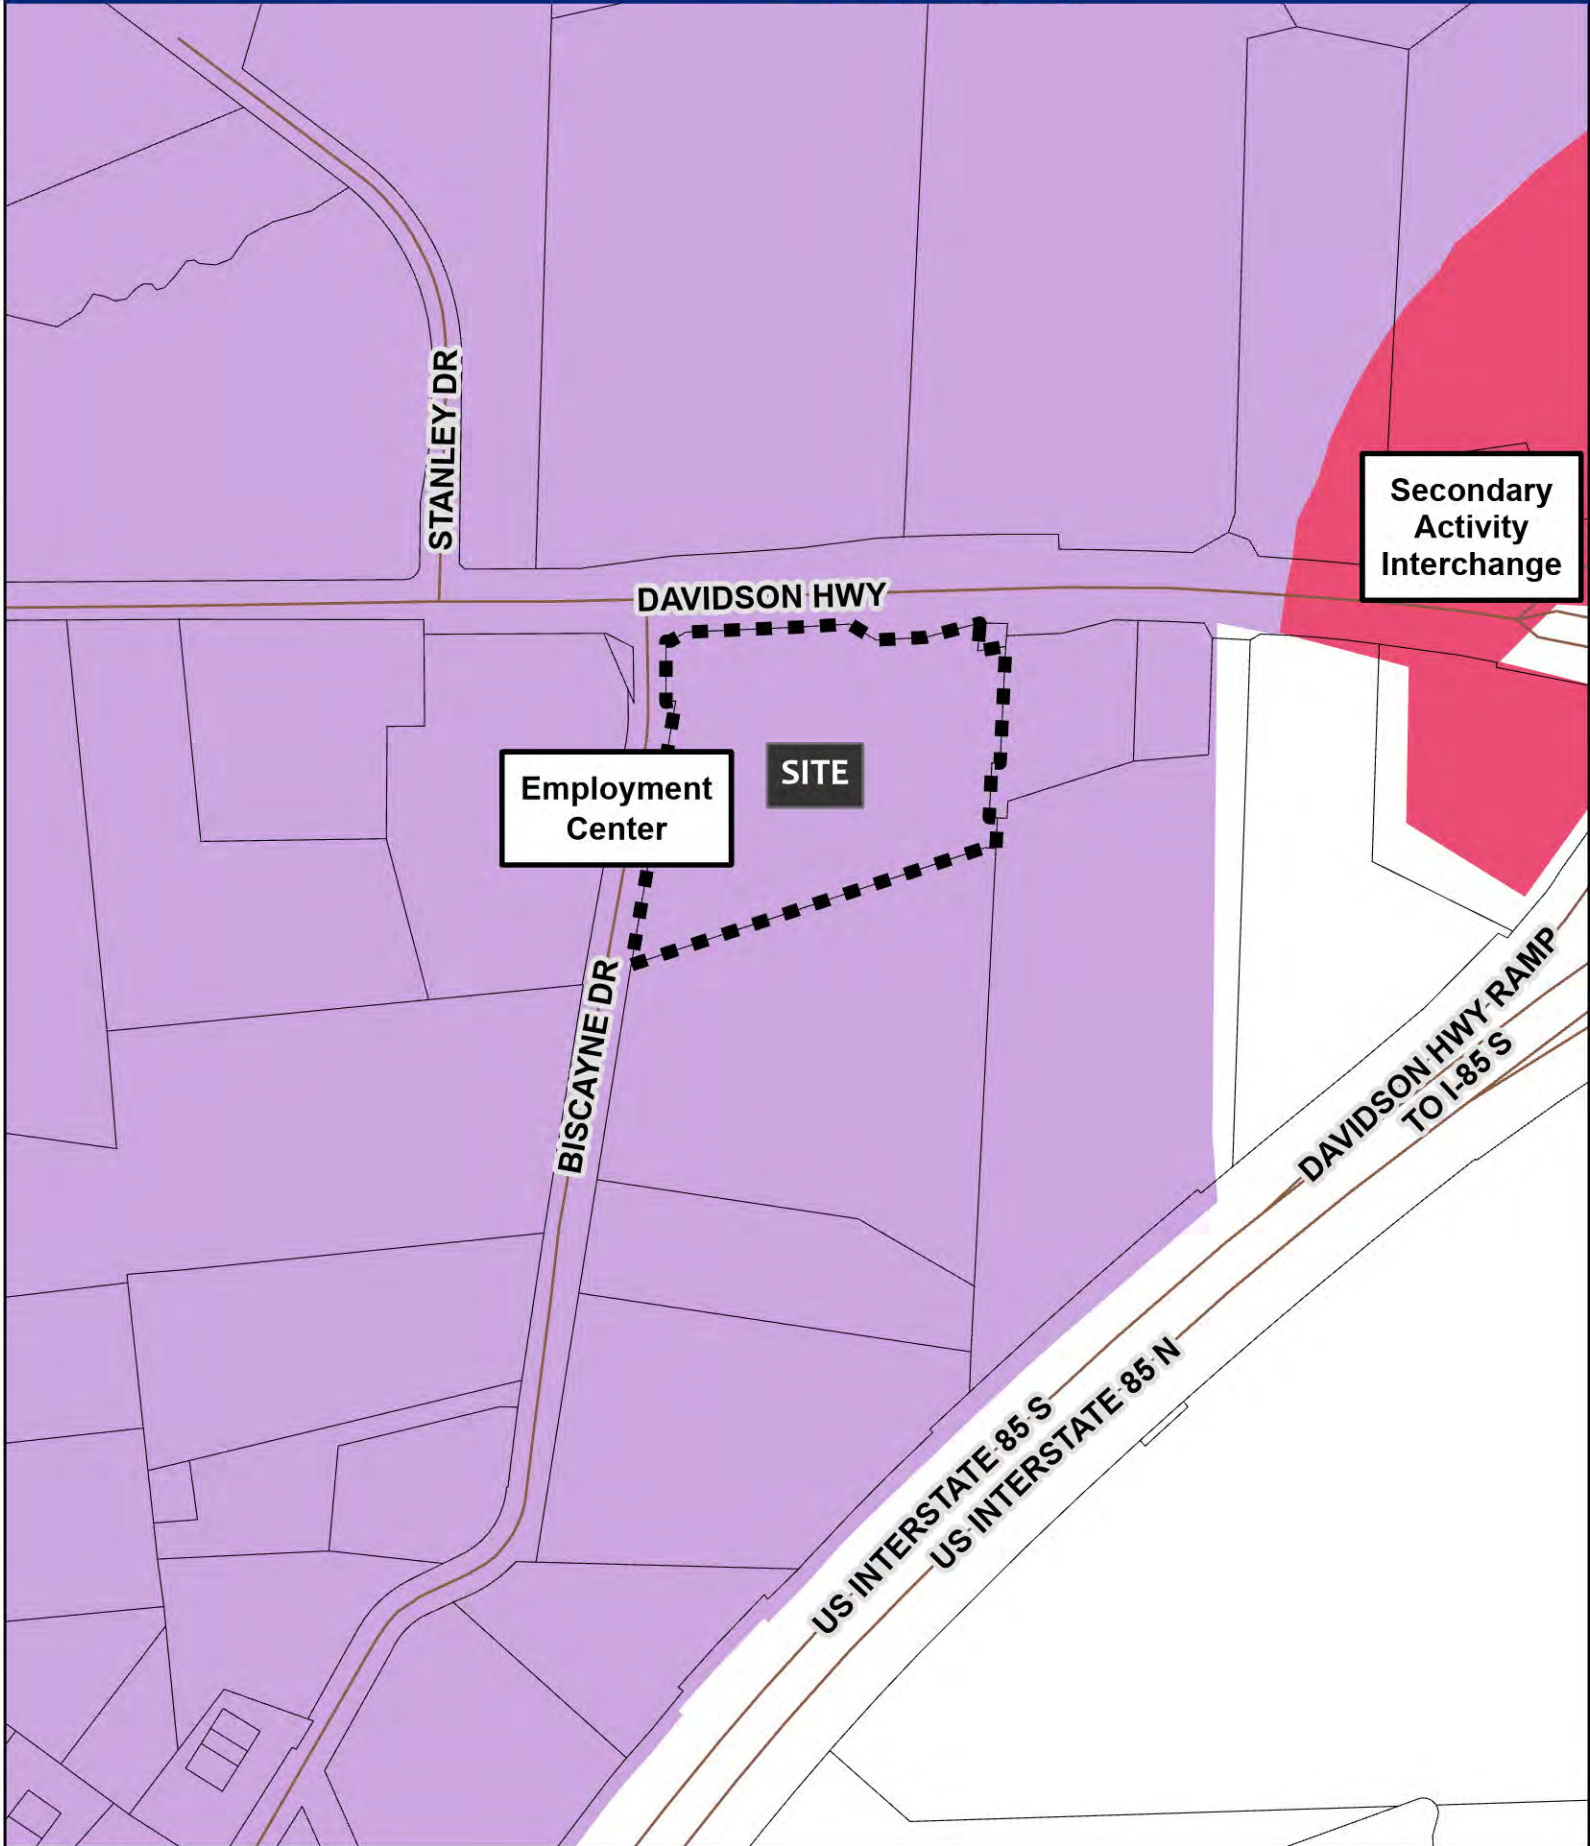 STANLEY DR
Secondary
Activity
Interchange
DAVIDSON HWY
SITE
Employment
Center
BISCAYNE DR
DAVIDSON HWY RAMP
TO I-85 S
US INTERSTATE 85 S
US INTERSTATE 85 N